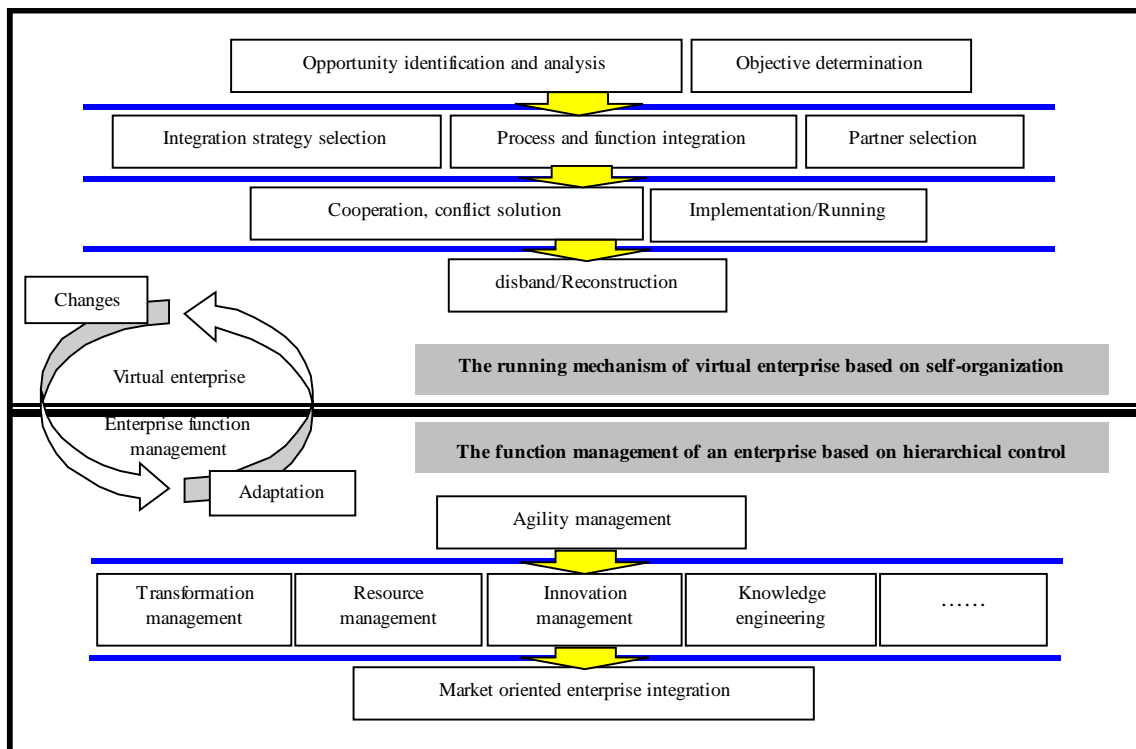 Opportunity identification and analysis
Objective determination
Integration strategy selection
Process and function integration
Partner selection
Cooperation, conflict solution
Implementation/Running
disband/Reconstruction
Changes
Virtual enterprise
The running mechanism of virtual enterprise based on self-organization
Enterprise function
management
The function management of an enterprise based on hierarchical control
Adaptation
Agility management
Transformation
management
Resource
management
Innovation
management
Knowledge
engineering
……
Market oriented enterprise integration